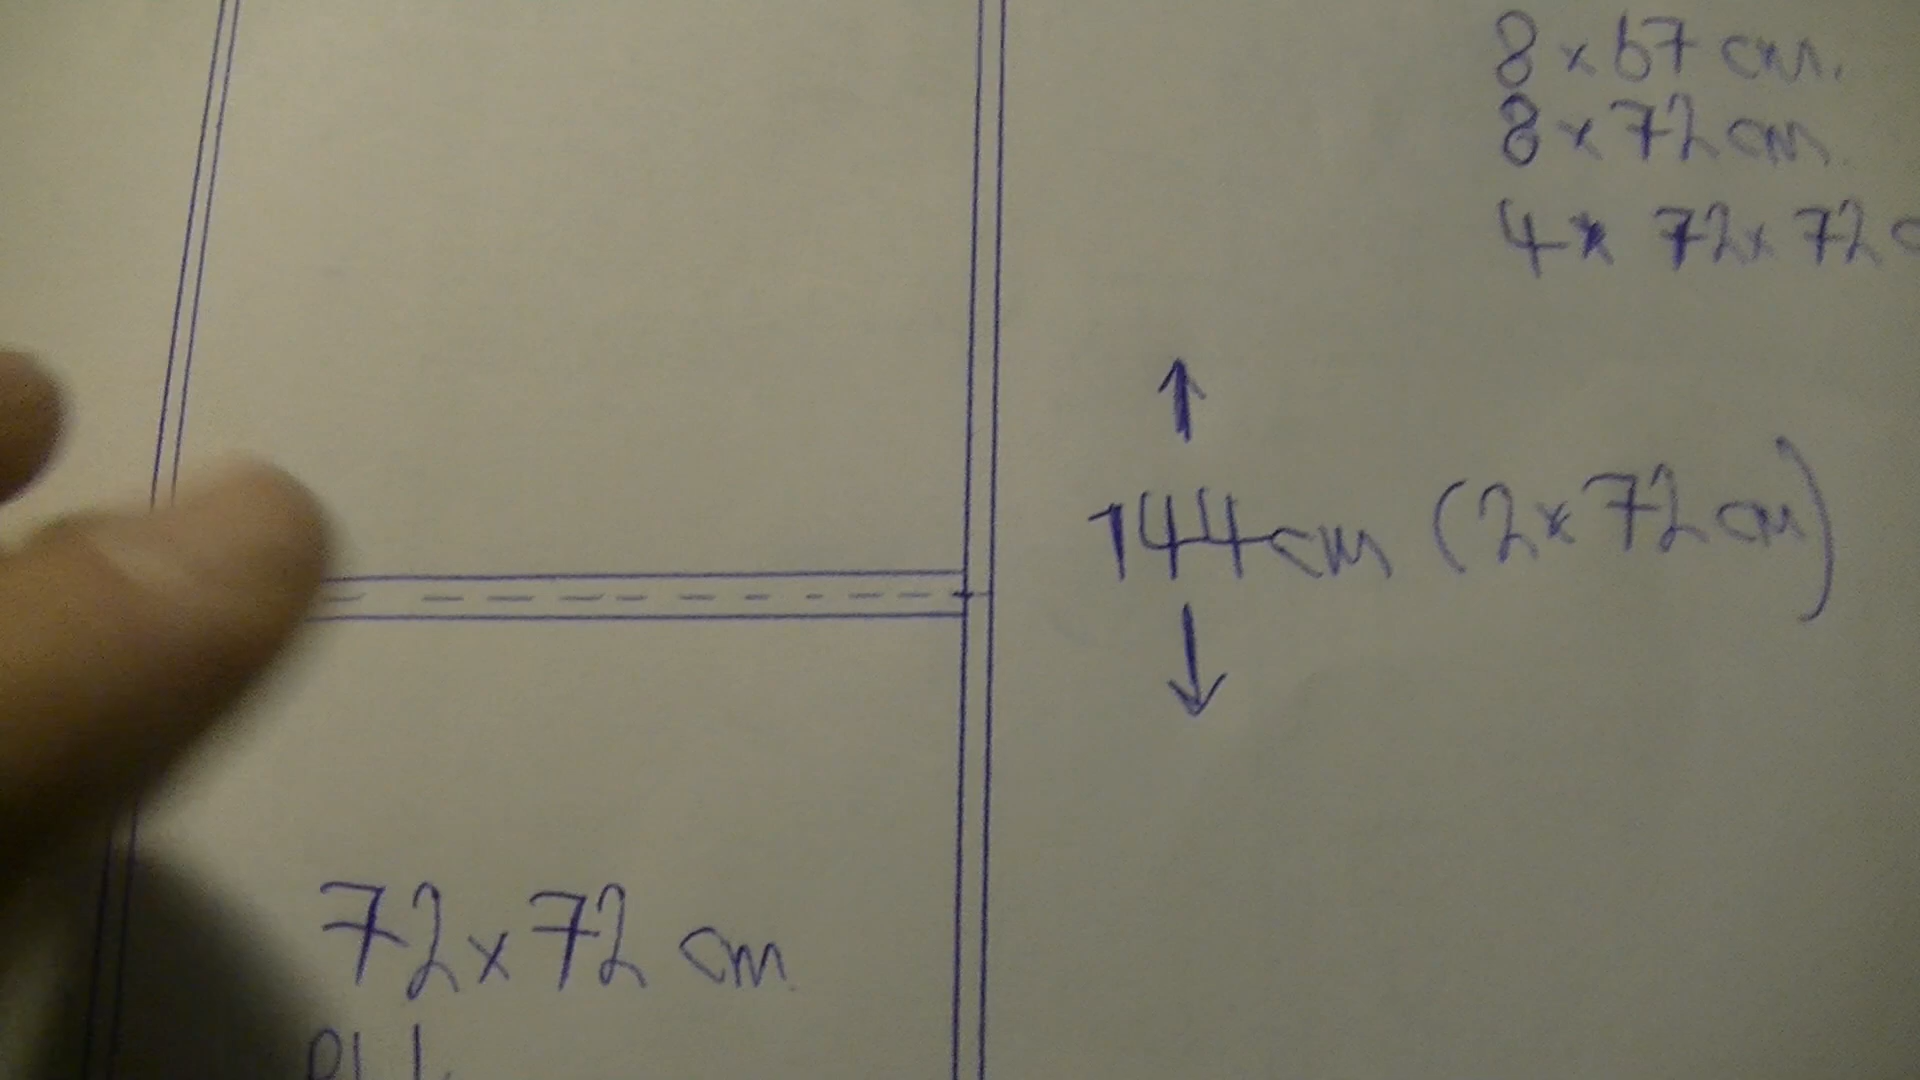 8 x 67 cm.
8 x 72 cm.
4 x 72 x 72 c
144 cm (2 x 72 cm)
72 x 72 cm